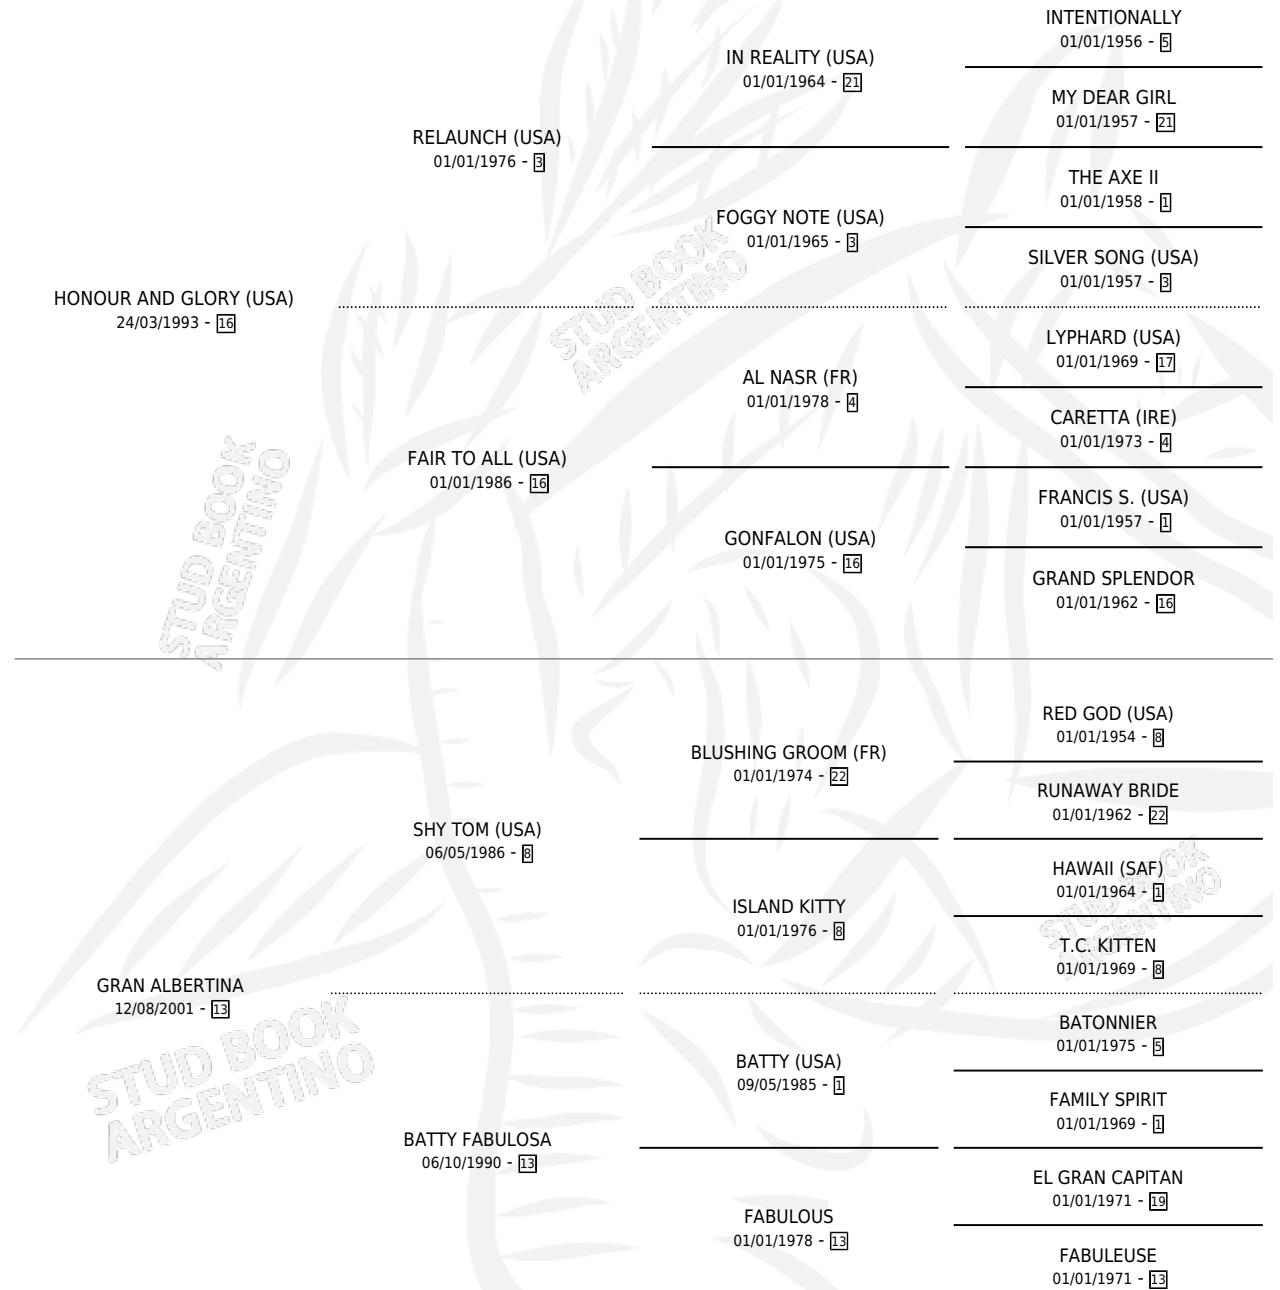 INTENTIONALLY
01/01/1956 - 5
IN REALITY (USA)
01/01/1964 - 21
MY DEAR GIRL
01/01/1957 - 21
RELAUNCH (USA)
01/01/1976 - 3
THE AXE II
01/01/1958 - 1
FOGGY NOTE (USA)
01/01/1965 - 3
SILVER SONG (USA)
01/01/1957 - 3
HONOUR AND GLORY (USA)
24/03/1993 - 16
STUD BOOK
ARGENTINO
LYPHARD (USA)
01/01/1969 - 17
AL NASR (FR)
01/01/1978 - 4
CARETTA (IRE)
01/01/1973 - 4
FAIR TO ALL (USA)
01/01/1986 - 16
FRANCIS S. (USA)
01/01/1957 - 1
GONFALON (USA)
01/01/1975 - 16
GRAND SPLENDOR
01/01/1962 - 16
STUD BOOK
ARGENTINO
RED GOD (USA)
01/01/1954 - 8
BLUSHING GROOM (FR)
01/01/1974 - 22
RUNAWAY BRIDE
01/01/1962 - 22
SHY TOM (USA)
06/05/1986 - 8
HAWAII (SAF)
01/01/1964 - 1
ISLAND KITTY
01/01/1976 - 8
STUD BOOK
ARGENTINO
T.C. KITTEN
01/01/1969 - 8
GRAN ALBERTINA
12/08/2001 - 13
BATONNIER
01/01/1975 - 5
BATTY (USA)
09/05/1985 - 1
FAMILY SPIRIT
01/01/1969 - 1
STUD BOOK
ARGENTINO
BATTY FABULOSA
06/10/1990 - 13
EL GRAN CAPITAN
01/01/1971 - 19
FABULOUS
01/01/1978 - 13
FABULEUSE
01/01/1971 - 13